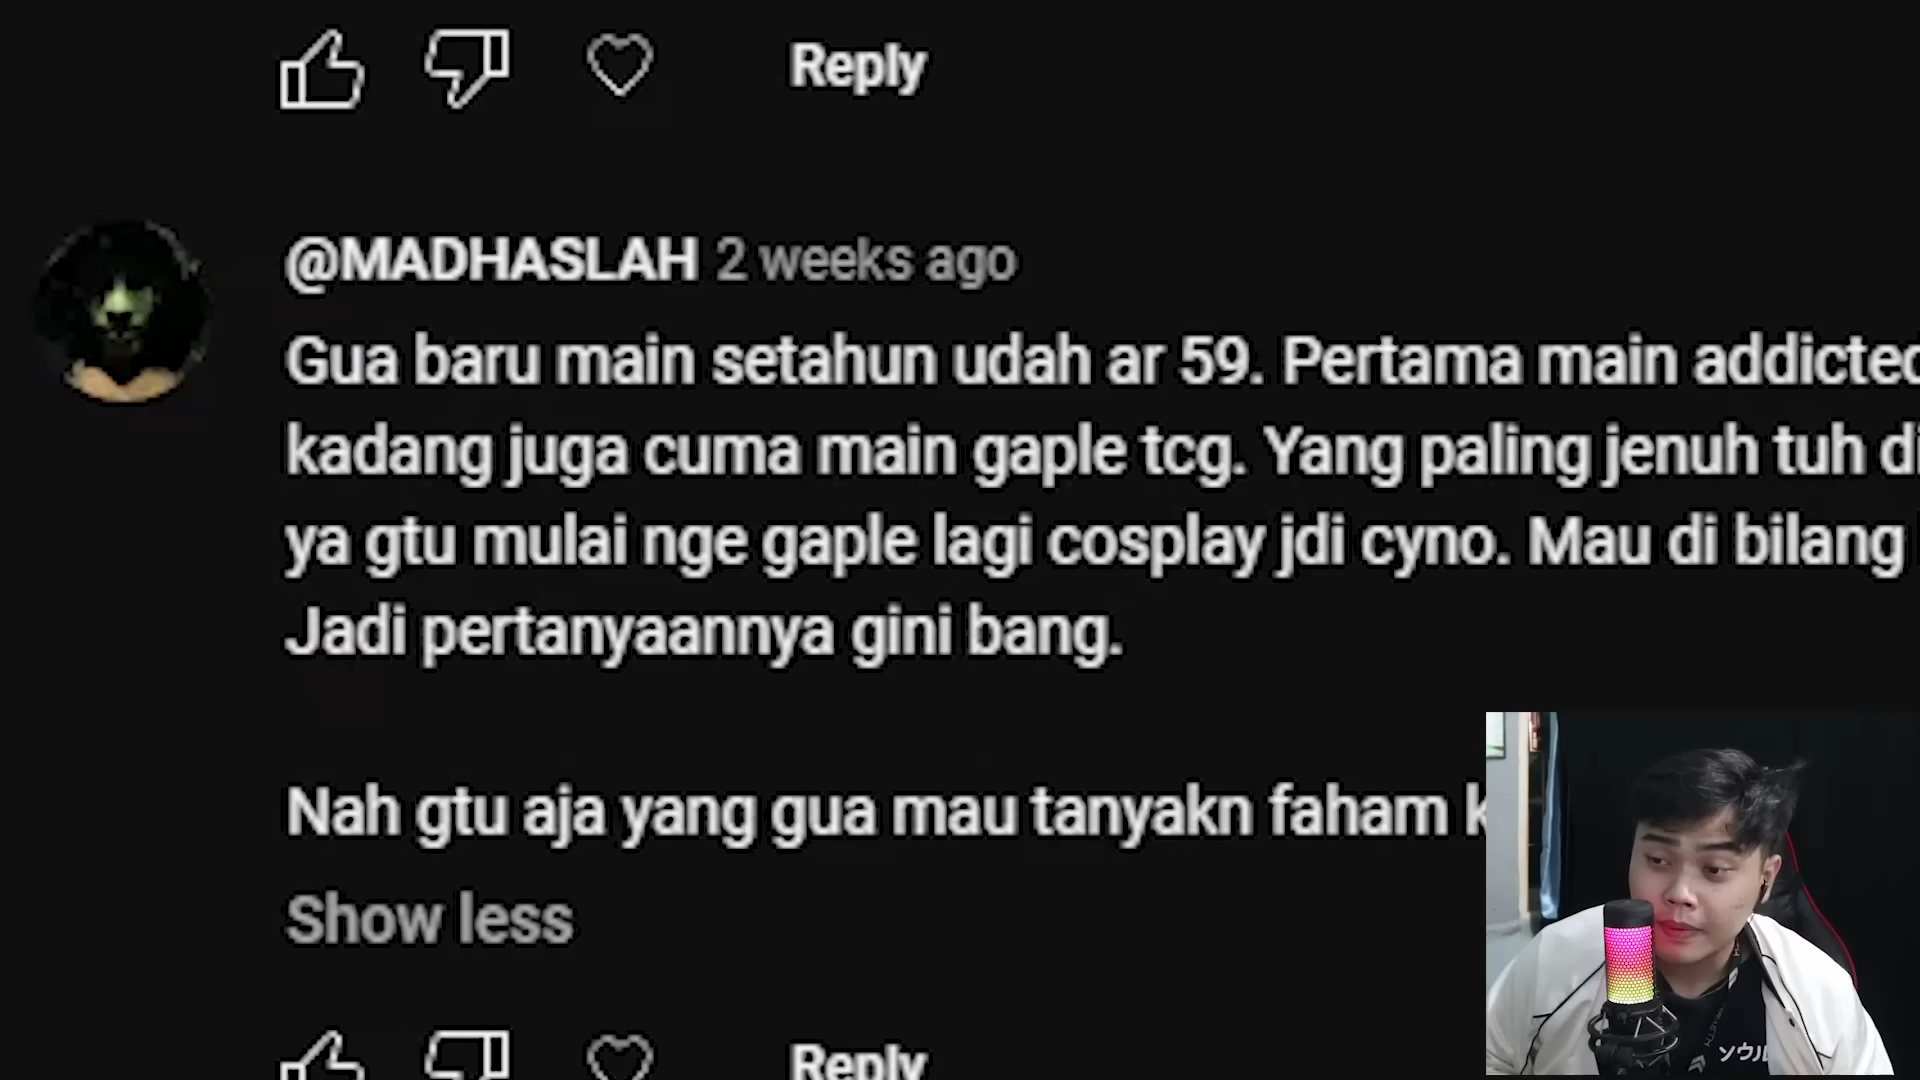 Reply
@MADHASLAH 2 weeks ago
Gua baru main setahun udah ar 59. Pertama main addicted
kadang juga cuma main gaple tcg. Yang paling jenuh tuh
ya gtu mulai nge gaple lagi cosplay jdi cyno. Mau di bilang
Jadi pertanyaannya gini bang.
Nah gtu aja yang gua mau tanyakn faham
Show less
Reply